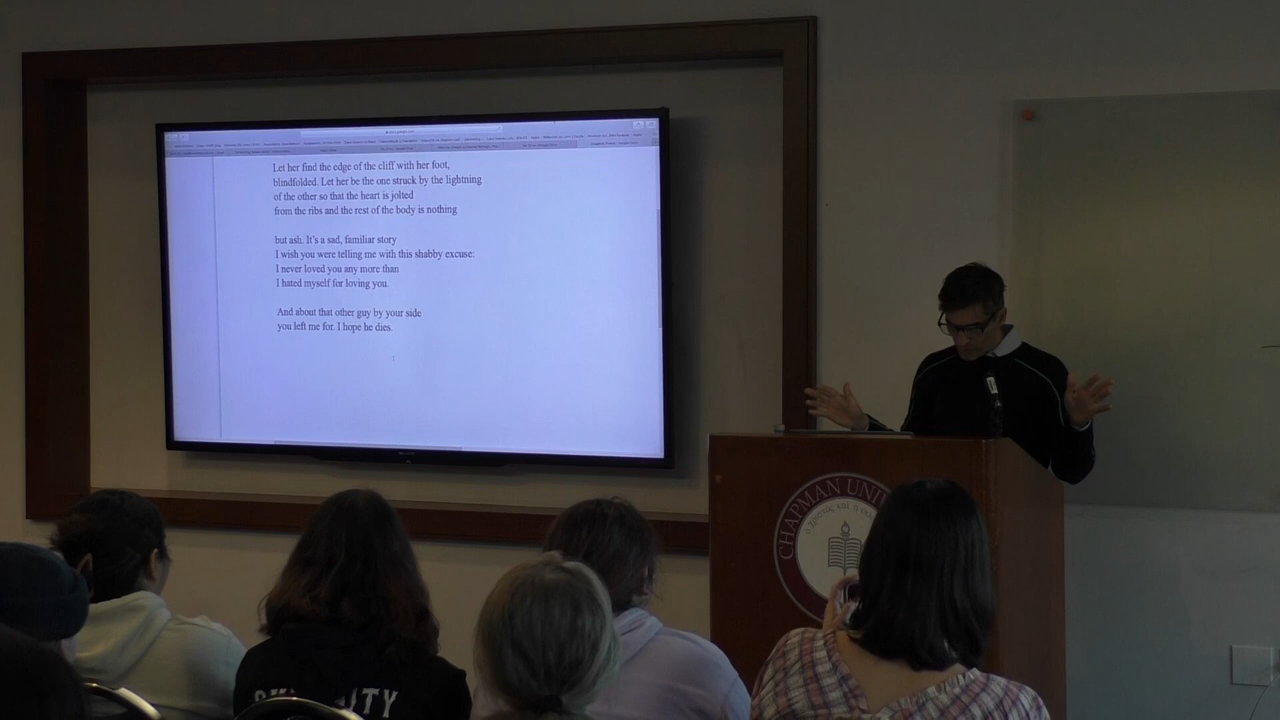 Let her find the edge of the cliff with her foot,
blindfolded. Let her be the one struck by the lightning
of the other so that the heart is jolted
from the ribs and the rest of the body is nothing
but ash. It's a sad, familiar story
I wish you were telling me with this shabby excuse:
I never loved you any more than
I hated myself for loving you.
And about that other guy by your side
you left me for. I hope he dies.
CHAPMAN UNI